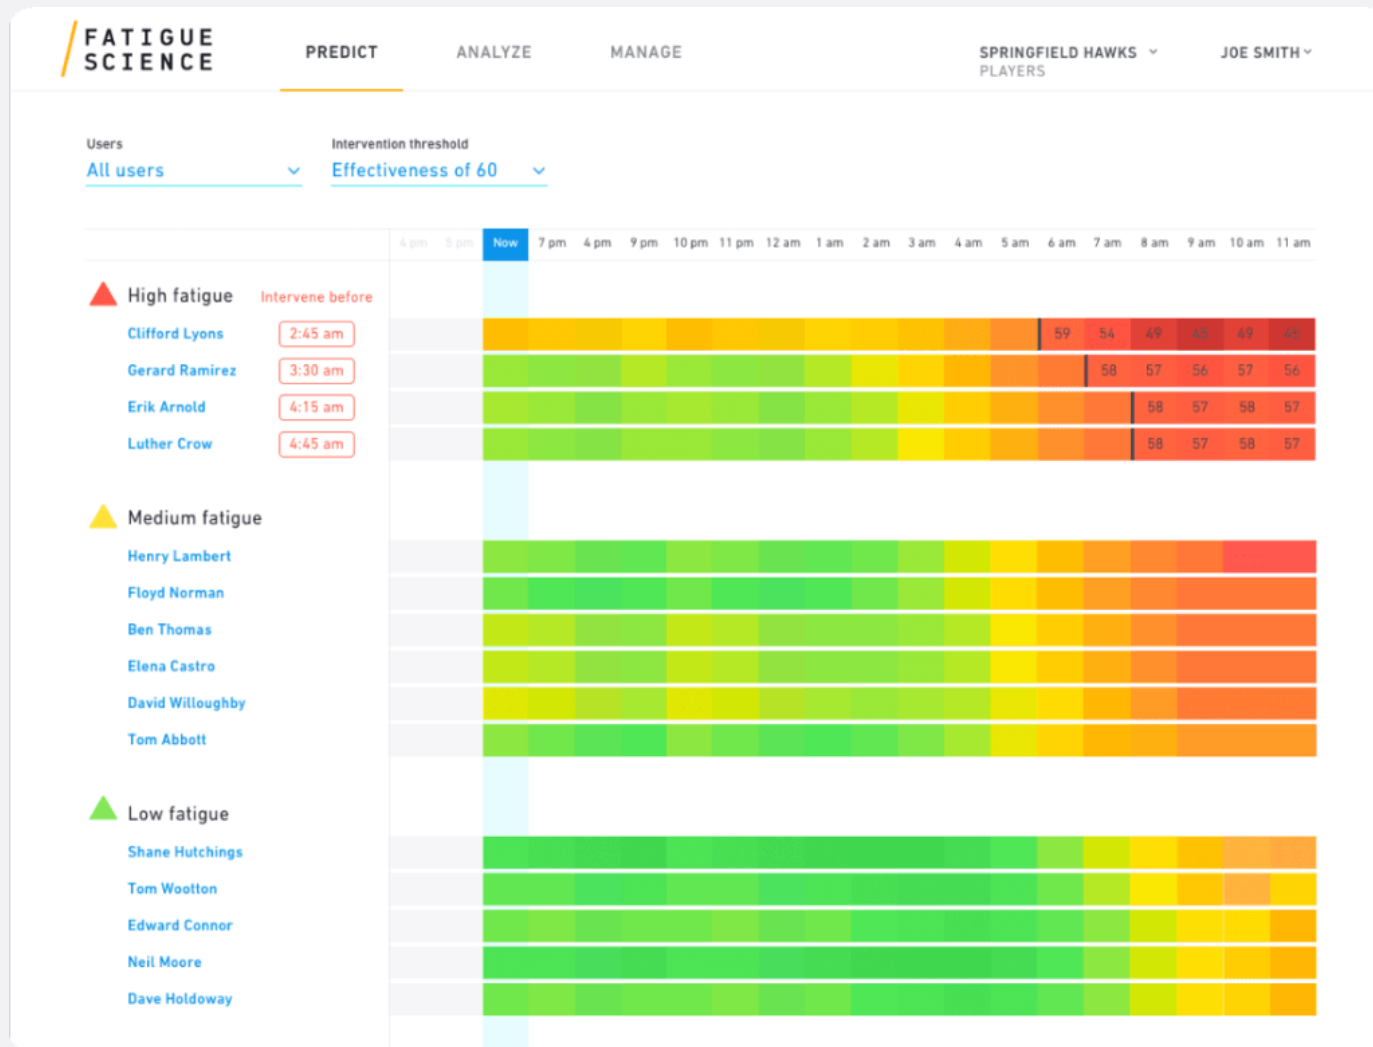 FATIGUE
SCIENCE
PREDICT ANALYZE MANAGE
SPRINGFIELD HAWKS
PLAYERS
JOE SMITH
Users
All users
Intervention threshold
Effectiveness of 60
4 pm 5 pm Now 7 pm 4 pm 9 pm 10 pm 11 pm 12 am 1 am 2 am 3 am 4 am 5 am 6 am 7 am 8 am 9 am 10 am 11 am
High fatigue Intervene before
Clifford Lyons 2:45 am 59 54 49 45 49 45
Gerard Ramirez 3:30 am 58 57 56 57 56
Erik Arnold 4:15 am 58 57 58 57
Luther Crow 4:45 am 58 57 58 57
Medium fatigue
Henry Lambert
Floyd Norman
Ben Thomas
Elena Castro
David Willoughby
Tom Abbott
Low fatigue
Shane Hutchings
Tom Wootton
Edward Connor
Neil Moore
Dave Holdoway